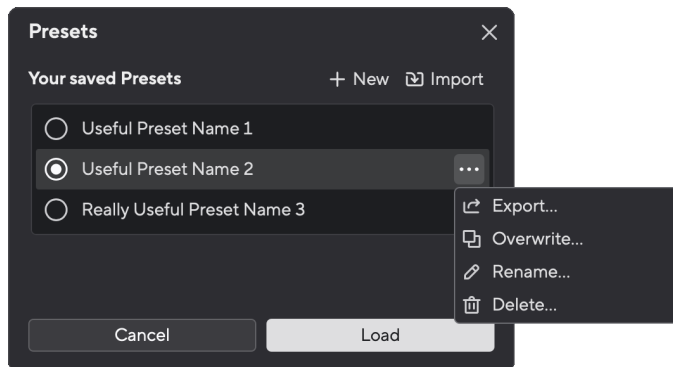 Presets
Your saved Presets
New
Import
Useful Preset Name 1
Useful Preset Name 2
Really Useful Preset Name 3
Export...
Overwrite...
Rename...
Delete...
Cancel
Load